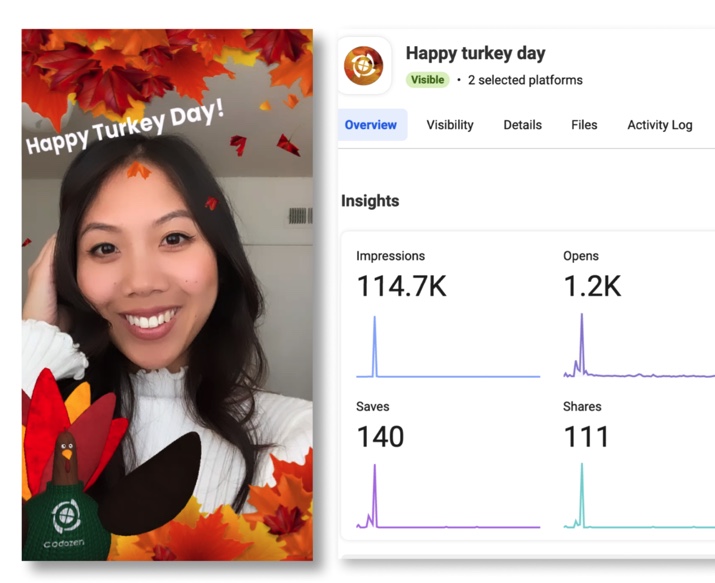 Happy Turkey Day!
codozen
Happy turkey day
Visible • 2 selected platforms
Overview Visibility Details Files Activity Log
Insights
Impressions Opens
114.7K 1.2K
Saves Shares
140 111